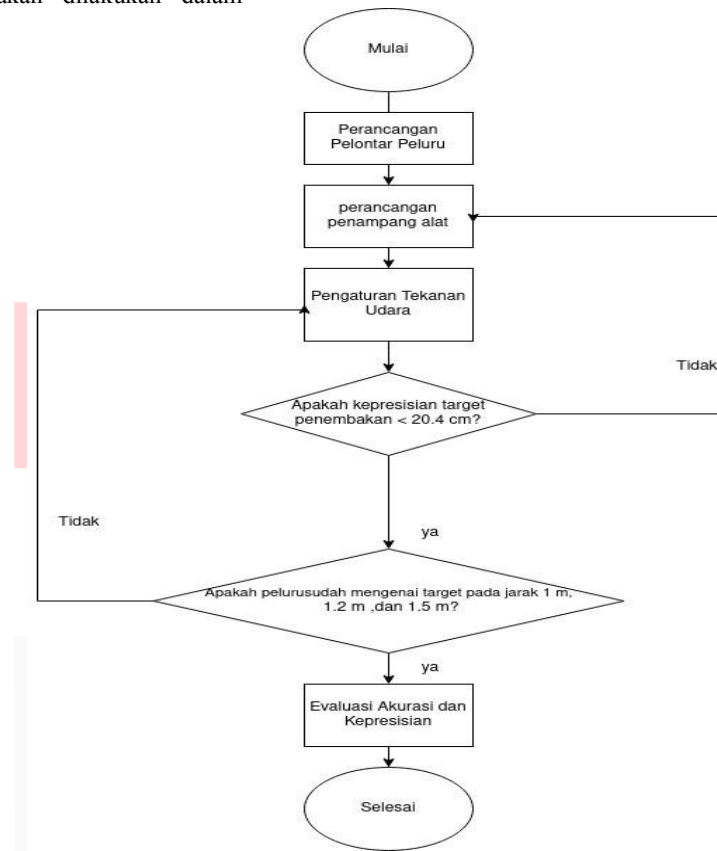 dilakukan dalam
Mulai
Perancangan
Pelontar Peluru
perancangan
penampang alat
Pengaturan Tekanan
Udara
Tidak
Apakah kepresisian target
penembakan < 20.4 cm?
Tidak
ya
Apakah pelurusudah mengenai target pada jarak 1 m,
1.2 m ,dan 1.5 m?
ya
Evaluasi Akurasi dan
Kepresisian
Selesai